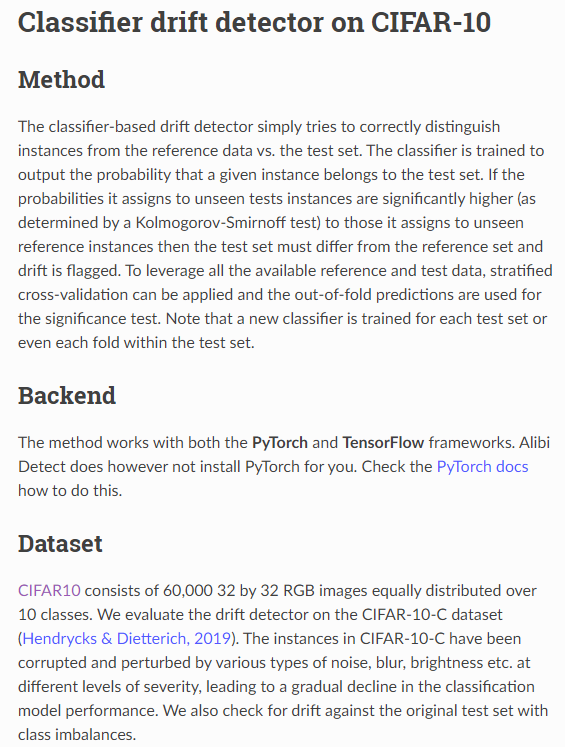 Classifier drift detector on CIFAR-10
Method
The classifier-based drift detector simply tries to correctly distinguish
instances from the reference data vs. the test set. The classifier is trained to
output the probability that a given instance belongs to the test set. If the
probabilities it assigns to unseen tests instances are significantly higher (as
determined by a Kolmogorov-Smirnoff test) to those it assigns to unseen
reference instances then the test set must differ from the reference set and
drift is flagged. To leverage all the available reference and test data, stratified
cross-validation can be applied and the out-of-fold predictions are used for
the significance test. Note that a new classifier is trained for each test set or
even each fold within the test set.
Backend
The method works with both the PyTorch and TensorFlow frameworks. Alibi
Detect does however not install PyTorch for you. Check the PyTorch docs
how to do this.
Dataset
CIFAR10 consists of 60,000 32 by 32 RGB images equally distributed over
10 classes. We evaluate the drift detector on the CIFAR-10-C dataset
(Hendrycks & Dietterich, 2019). The instances in CIFAR-10-C have been
corrupted and perturbed by various types of noise, blur, brightness etc. at
different levels of severity, leading to a gradual decline in the classification
model performance. We also check for drift against the original test set with
class imbalances.